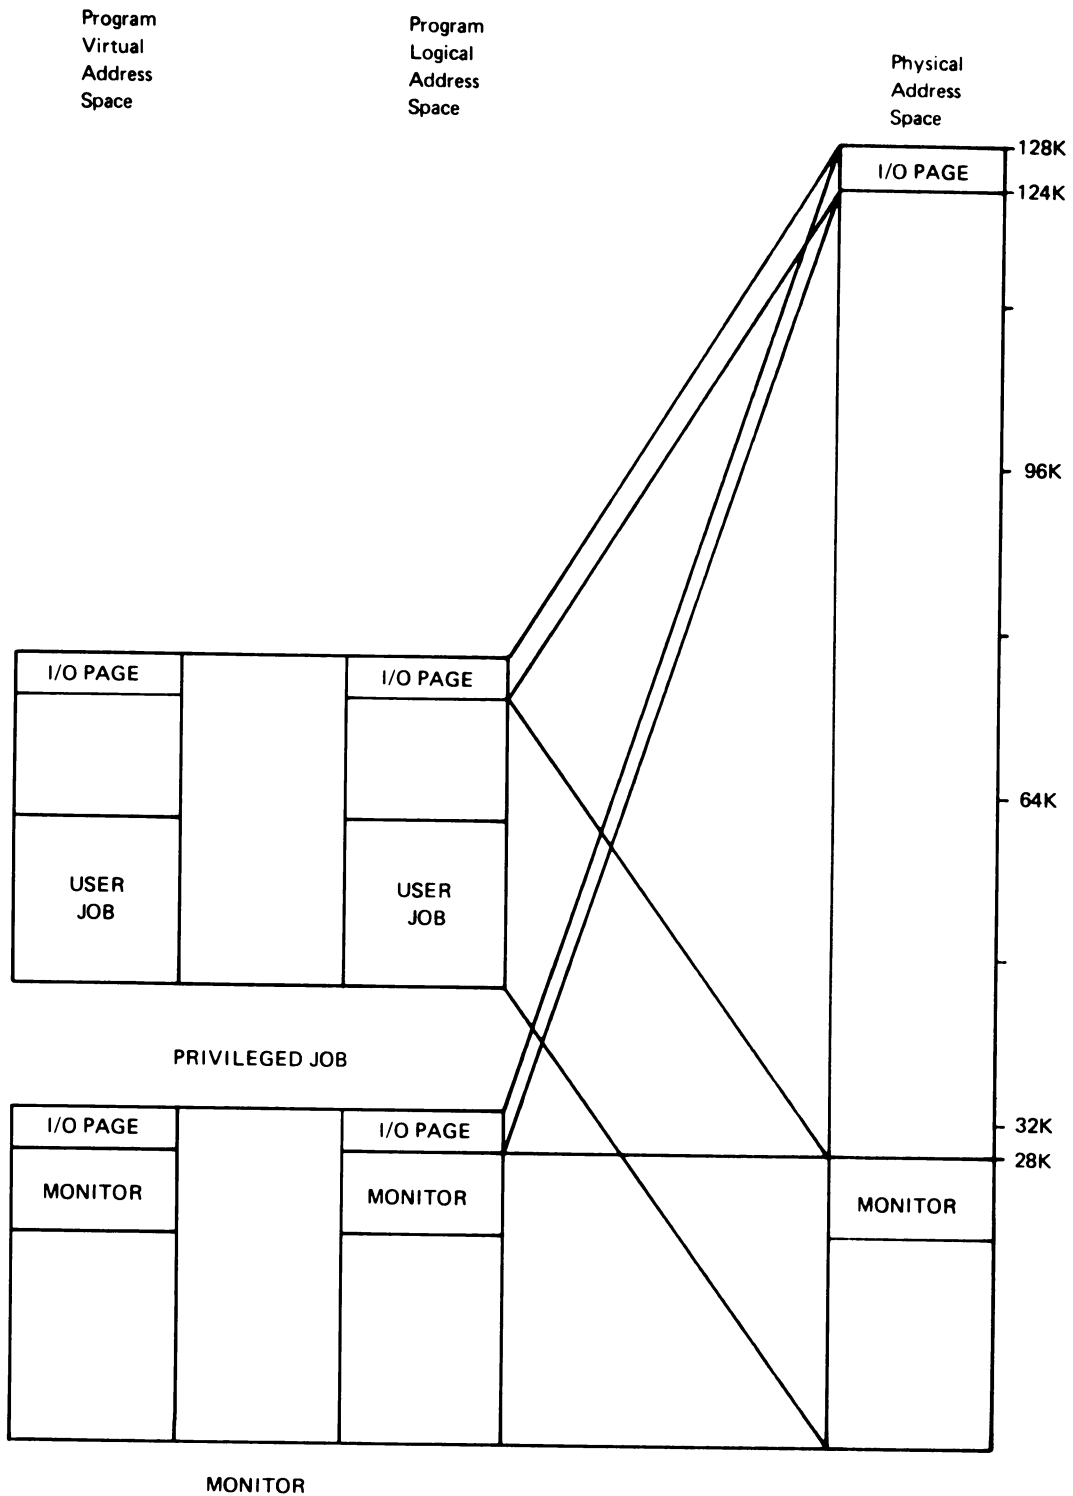 Program
Virtual
Address
Space
Program
Logical
Address
Space
Physical
Address
Space
128K
I/O PAGE
124K
96K
I/O PAGE
I/O PAGE
64K
USER
JOB
USER
JOB
PRIVILEGED JOB
I/O PAGE
I/O PAGE
32K
28K
MONITOR
MONITOR
MONITOR
MONITOR